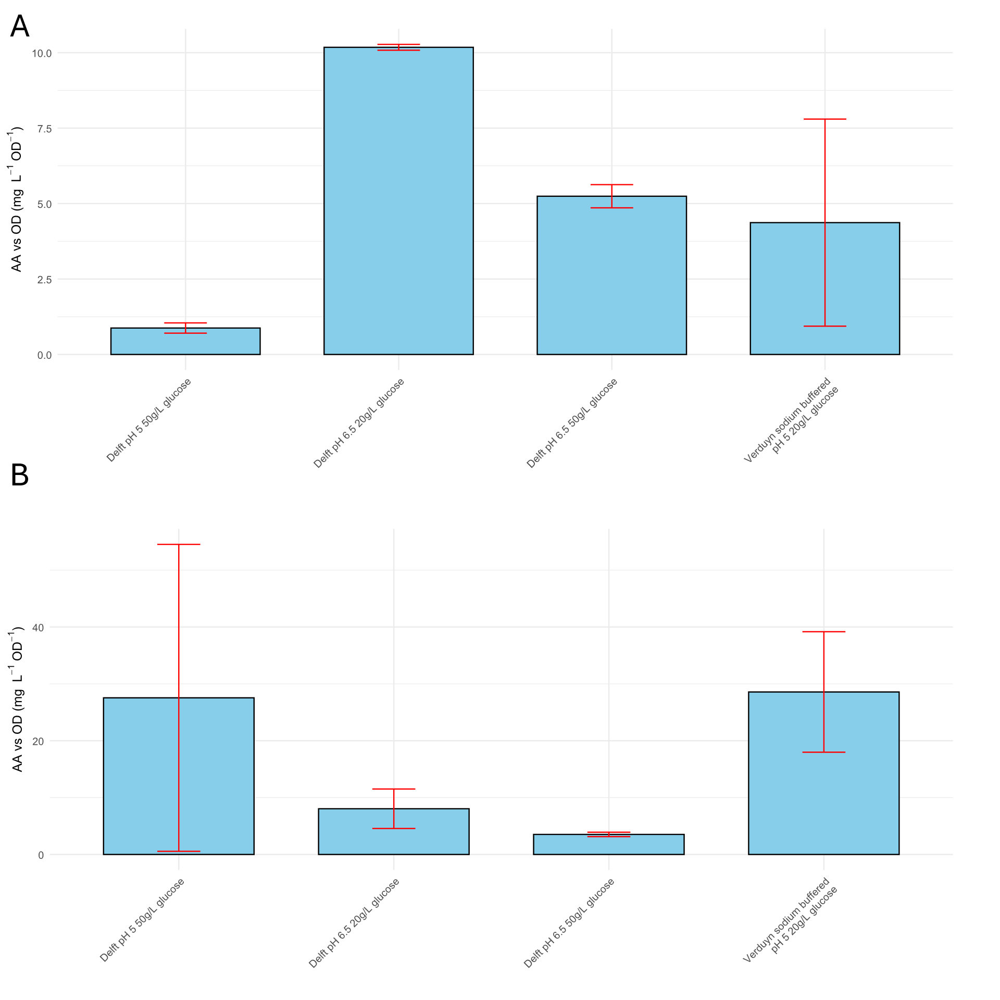 A
AA vs OD (mg L⁻¹ OD⁻¹)
10.0
7.5
5.0
2.5
0.0
Delft pH 5 50g/L glucose
Delft pH 6.5 20g/L glucose
Delft pH 6.5 50g/L glucose
Verduyn sodium buffered
pH 5 20g/L glucose
B
AA vs OD (mg L⁻¹ OD⁻¹)
40
20
0
Delft pH 5 50g/L glucose
Delft pH 6.5 20g/L glucose
Delft pH 6.5 50g/L glucose
Verduyn sodium buffered
pH 5 20g/L glucose